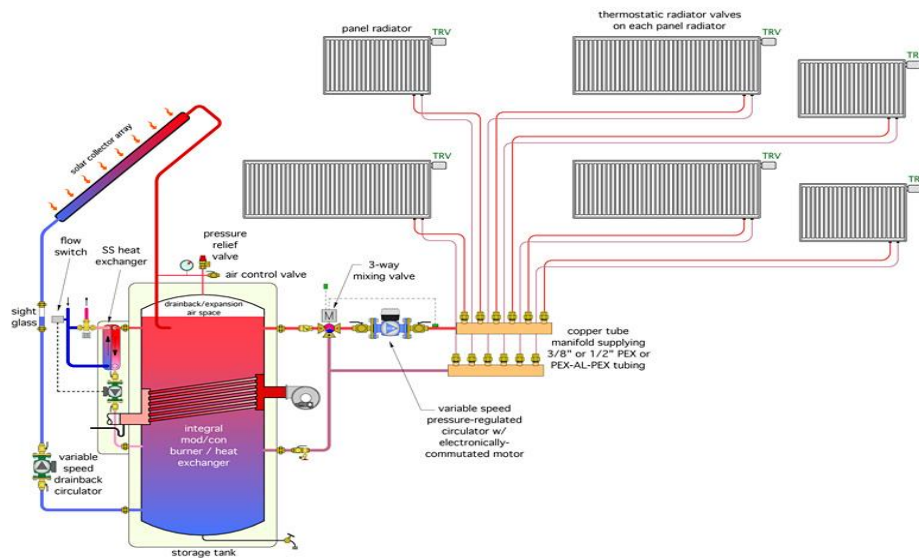 panel radiator
TRV
thermostatic radiator valves
on each panel radiator
TRV
TRV
solar collector array
TRV
TRV
TRV
flow
switch
SS heat
exchanger
pressure
relief
valve
air control valve
3-way
mixing valve
drainback/expansion
air space
M
sight
glass
copper tube
manifold supplying
3/8" or 1/2" PEX or
PEX-AL-PEX tubing
integral
mod/con
burner / heat
exchanger
variable speed
pressure-regulated
circulator w/
electronically-
commutated motor
variable
speed
drainback
circulator
storage tank